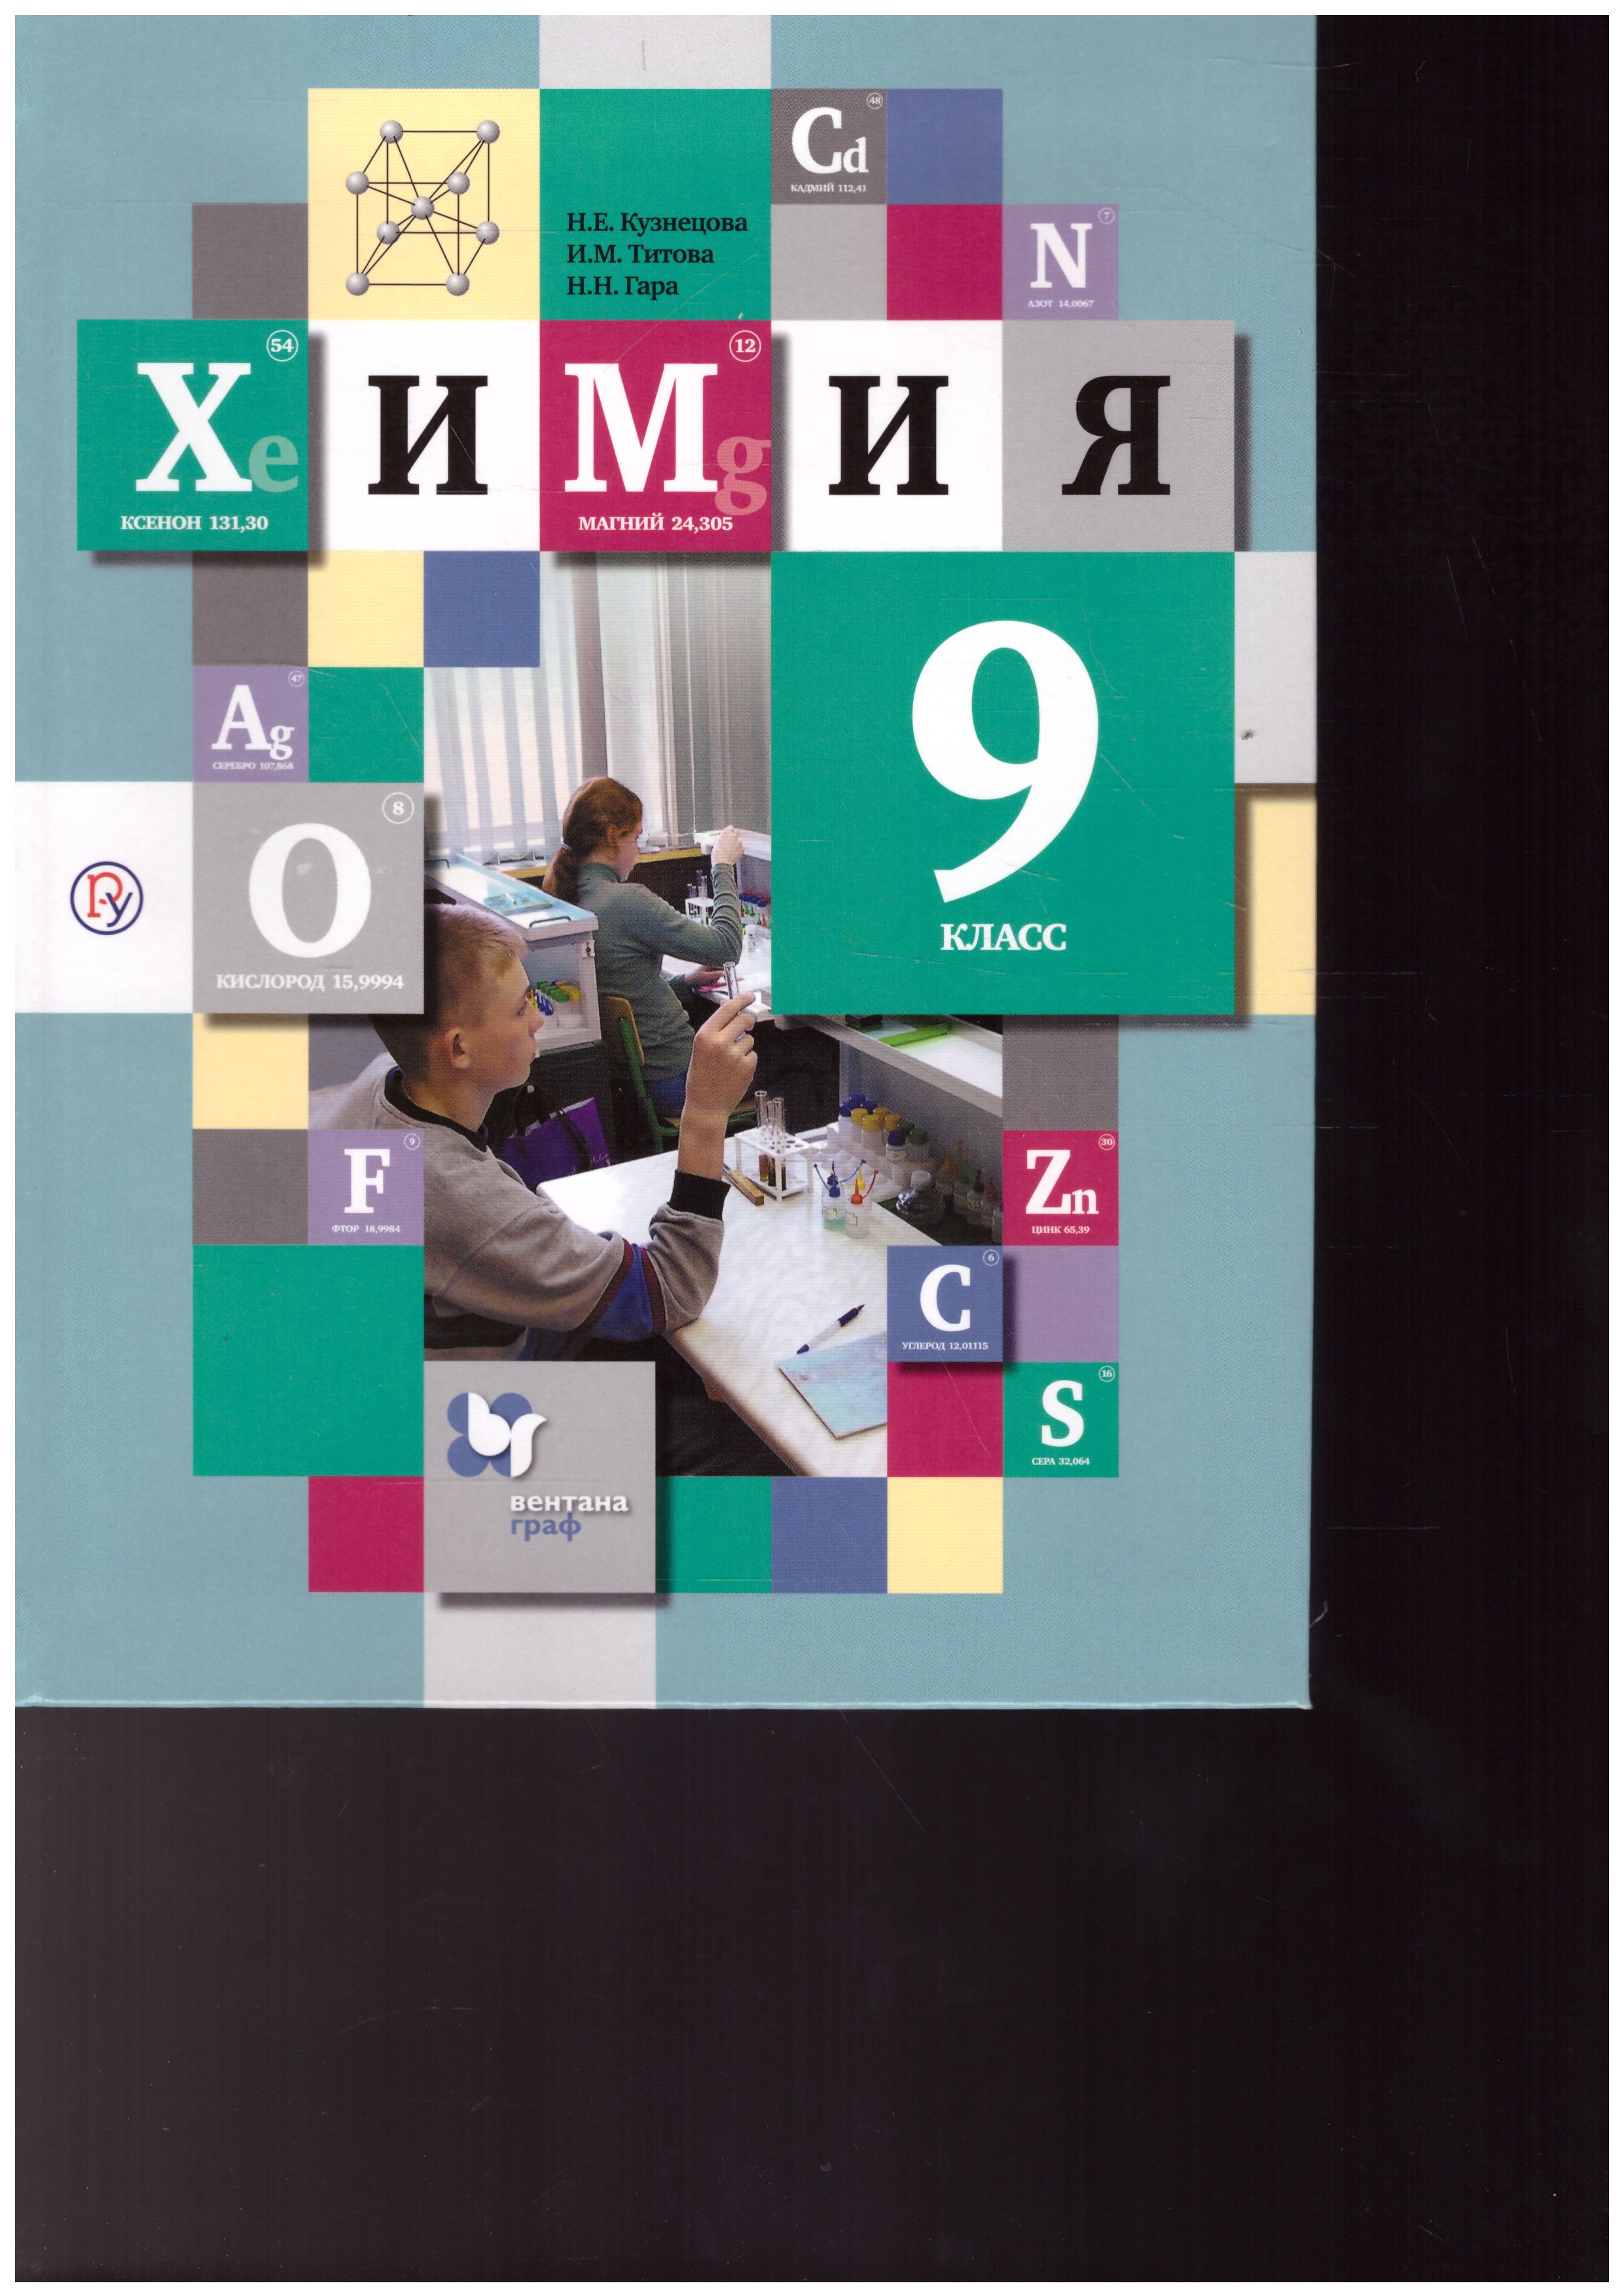 48
Cd
КАДМИЙ 112,41
Н.Е. Кузнецова
И.М. Титова
Н.Н. Гара
7
N
АЗОТ 14,0067
54
Xe
КСЕНОН 131,30
И
12
Mg
МАГНИЙ 24,305
И
Я
9
КЛАСС
47
Ag
СЕРЕБРО 107,868
Ру
8
O
КИСЛОРОД 15,9994
9
F
ФТОР 18,9984
30
Zn
ЦИНК 65,39
6
C
УГЛЕРОД 12,01115
16
S
СЕРА 32,064
вентана
граф